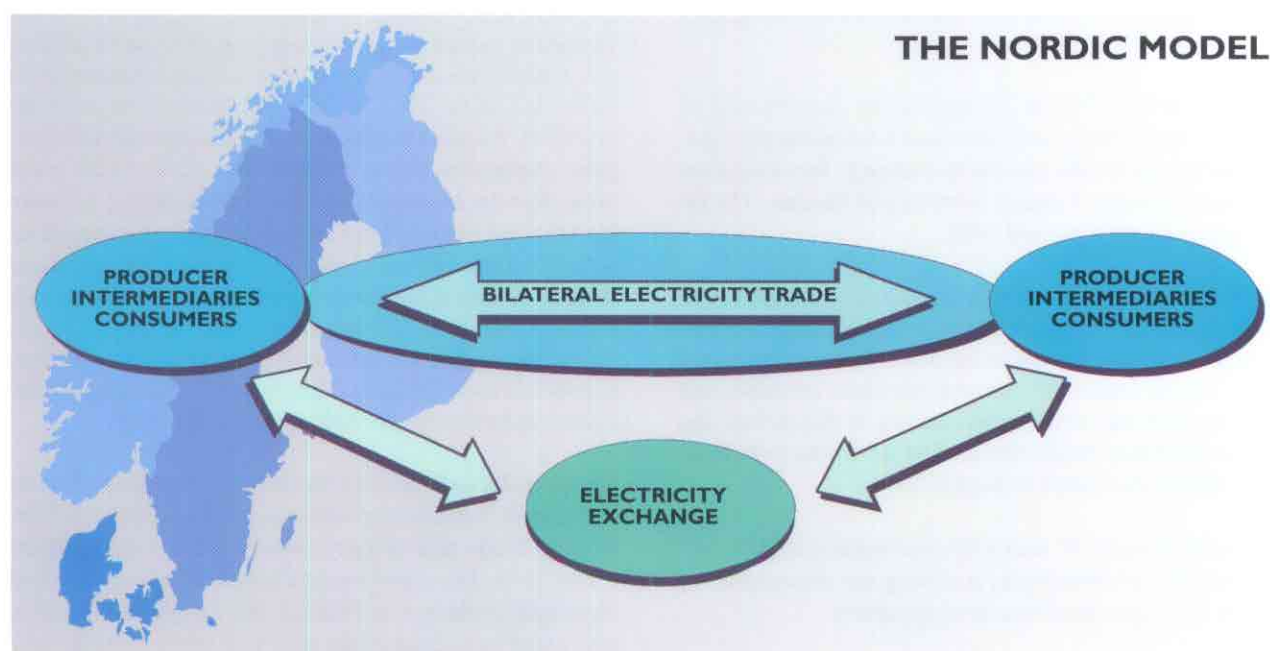 THE NORDIC MODEL
PRODUCER
INTERMEDIARIES
CONSUMERS
BILATERAL ELECTRICITY TRADE
PRODUCER
INTERMEDIARIES
CONSUMERS
ELECTRICITY
EXCHANGE